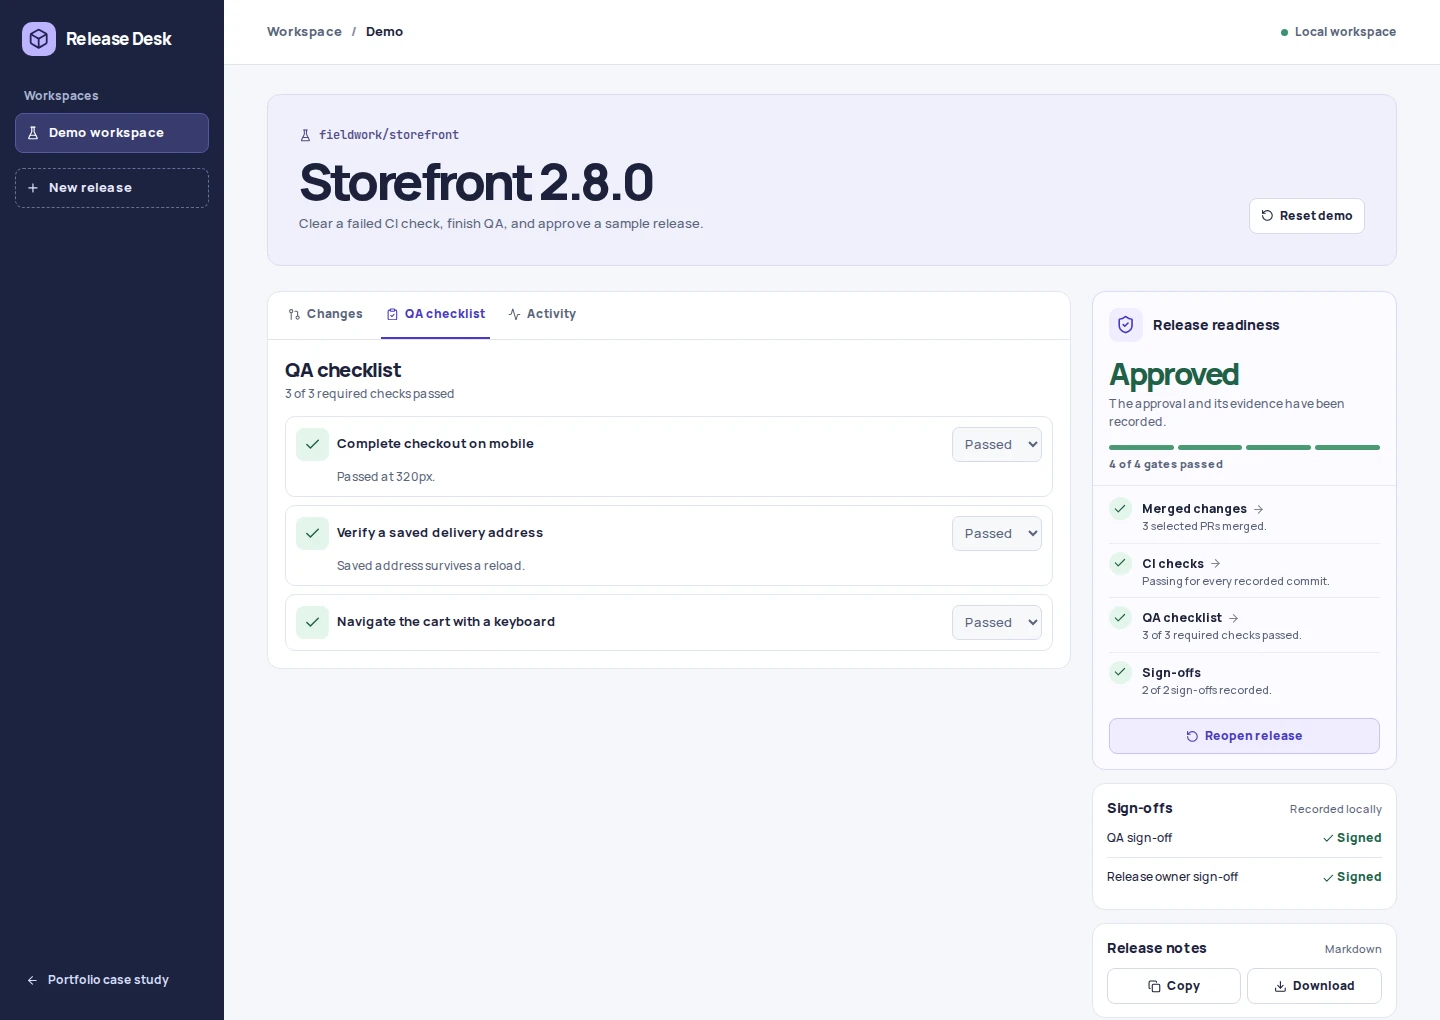 Release Desk
Workspaces
Demo workspace
New release
Portfolio case study
Workspace / Demo
Local workspace
fieldwork/storefront
Storefront 2.8.0
Clear a failed CI check, finish QA, and approve a sample release.
Reset demo
Changes
QA checklist
Activity
QA checklist
3 of 3 required checks passed
Complete checkout on mobile
Passed
Passed at 320px.
Verify a saved delivery address
Passed
Saved address survives a reload.
Navigate the cart with a keyboard
Passed
Release readiness
Approved
The approval and its evidence have been
recorded.
4 of 4 gates passed
Merged changes
3 selected PRs merged.
CI checks
Passing for every recorded commit.
QA checklist
3 of 3 required checks passed.
Sign-offs
2 of 2 sign-offs recorded.
Reopen release
Sign-offs
Recorded locally
QA sign-off
Signed
Release owner sign-off
Signed
Release notes
Markdown
Copy
Download